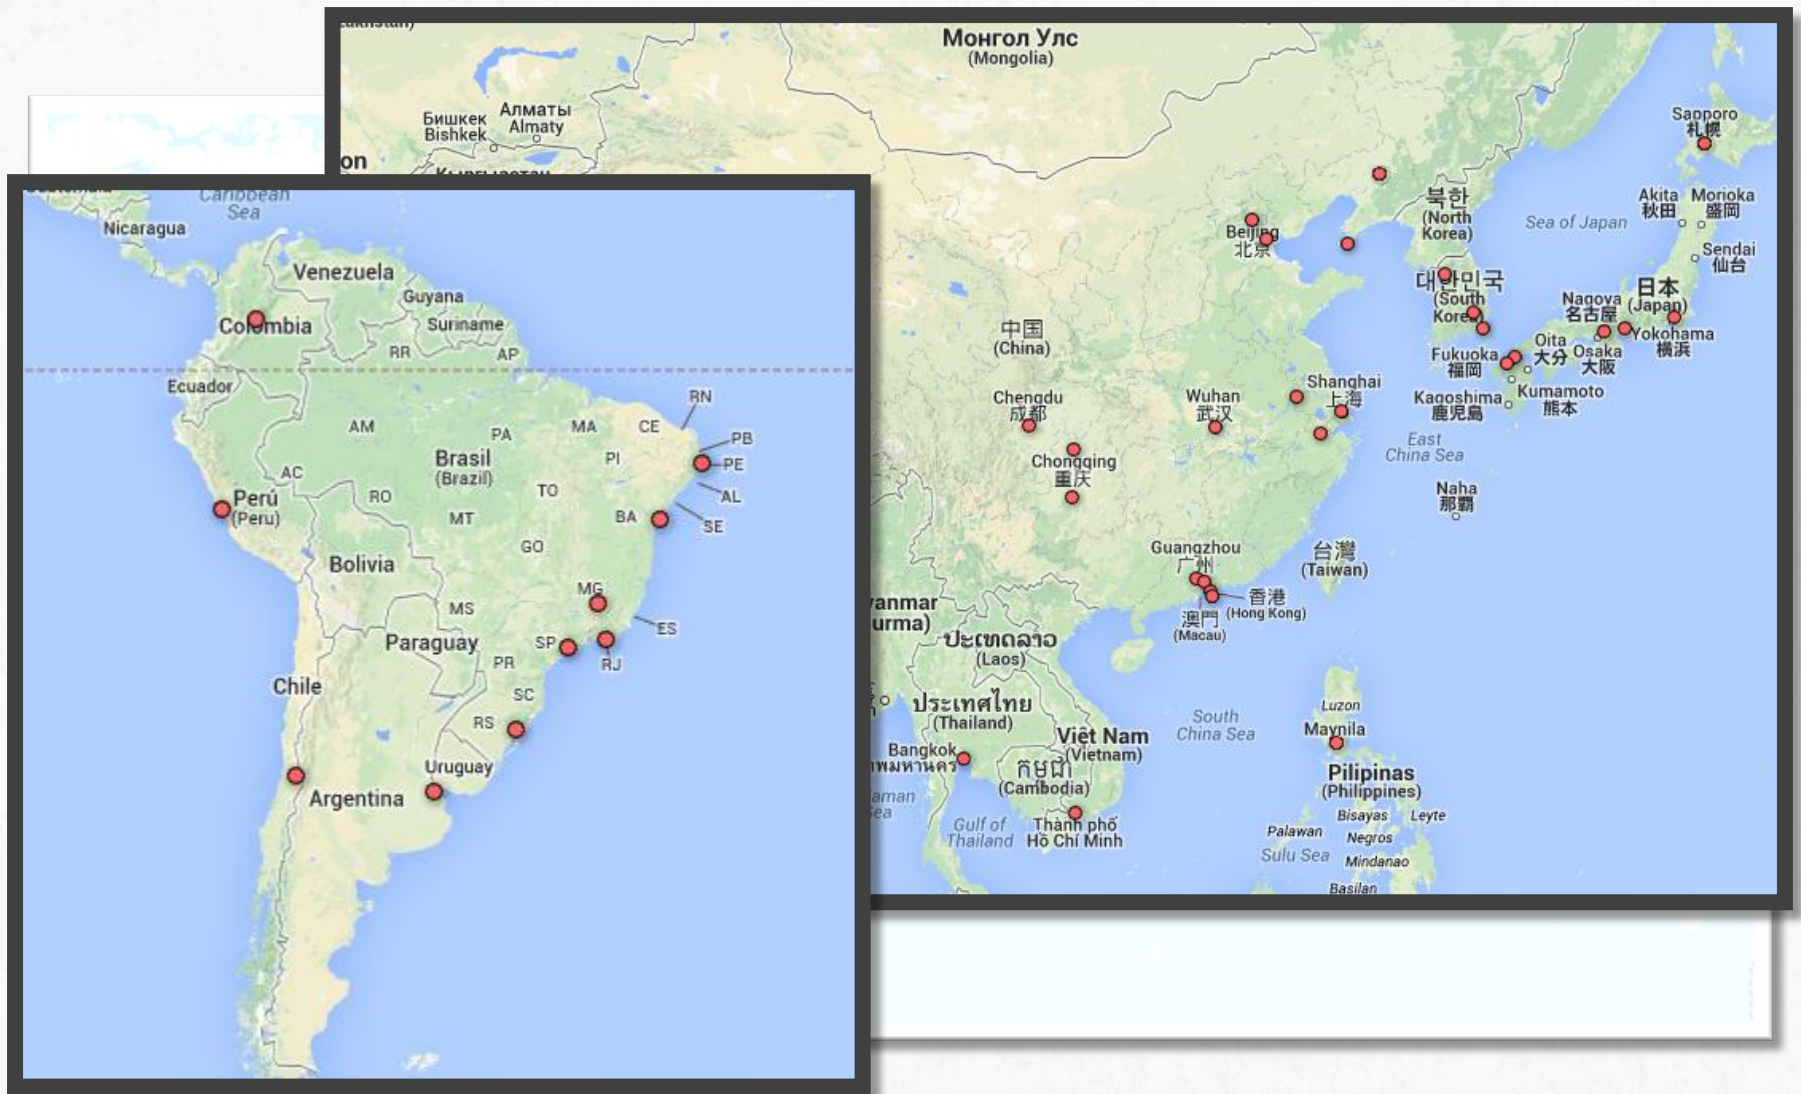 Монгол Улс
(Mongolia)
Бишкек
Bishkek
Алматы
Almaty
Sapporo
札幌
북한
(North
Korea)
Akita
秋田
Morioka
盛岡
Sea of Japan
Sendai
仙台
Beijing
北京
대한민국
(South
Korea)
日本
(Japan)
Nagoya
名古屋
Yokohama
横浜
Fukuoka
福岡
Oita
大分
Osaka
大阪
Kagoshima
鹿児島
Kumamoto
熊本
中国
(China)
Chengdu
成都
Wuhan
武汉
Shanghai
上海
East
China Sea
Chongqing
重庆
Naha
那覇
Guangzhou
广州
台灣
(Taiwan)
香港
(Hong Kong)
澳門
(Macau)
ປະເທດລາວ
(Laos)
ประเทศไทย
(Thailand)
Việt Nam
(Vietnam)
South
China Sea
Luzon
Maynila
Bangkok
កម្ពុជា
(Cambodia)
Pilipinas
(Philippines)
Gulf of
Thailand
Thành phố
Hồ Chí Minh
Bisayas
Leyte
Palawan
Negros
Sulu Sea
Mindanao
Basilan
Caribbean
Sea
Nicaragua
Venezuela
Guyana
Suriname
Colombia
RR
AP
Ecuador
RN
AM
PA
MA
CE
PB
Brasil
(Brazil)
PI
PE
AC
RO
TO
AL
Perú
(Peru)
MT
BA
SE
GO
Bolivia
MG
MS
ES
Paraguay
SP
PR
RJ
Chile
SC
RS
Uruguay
Argentina